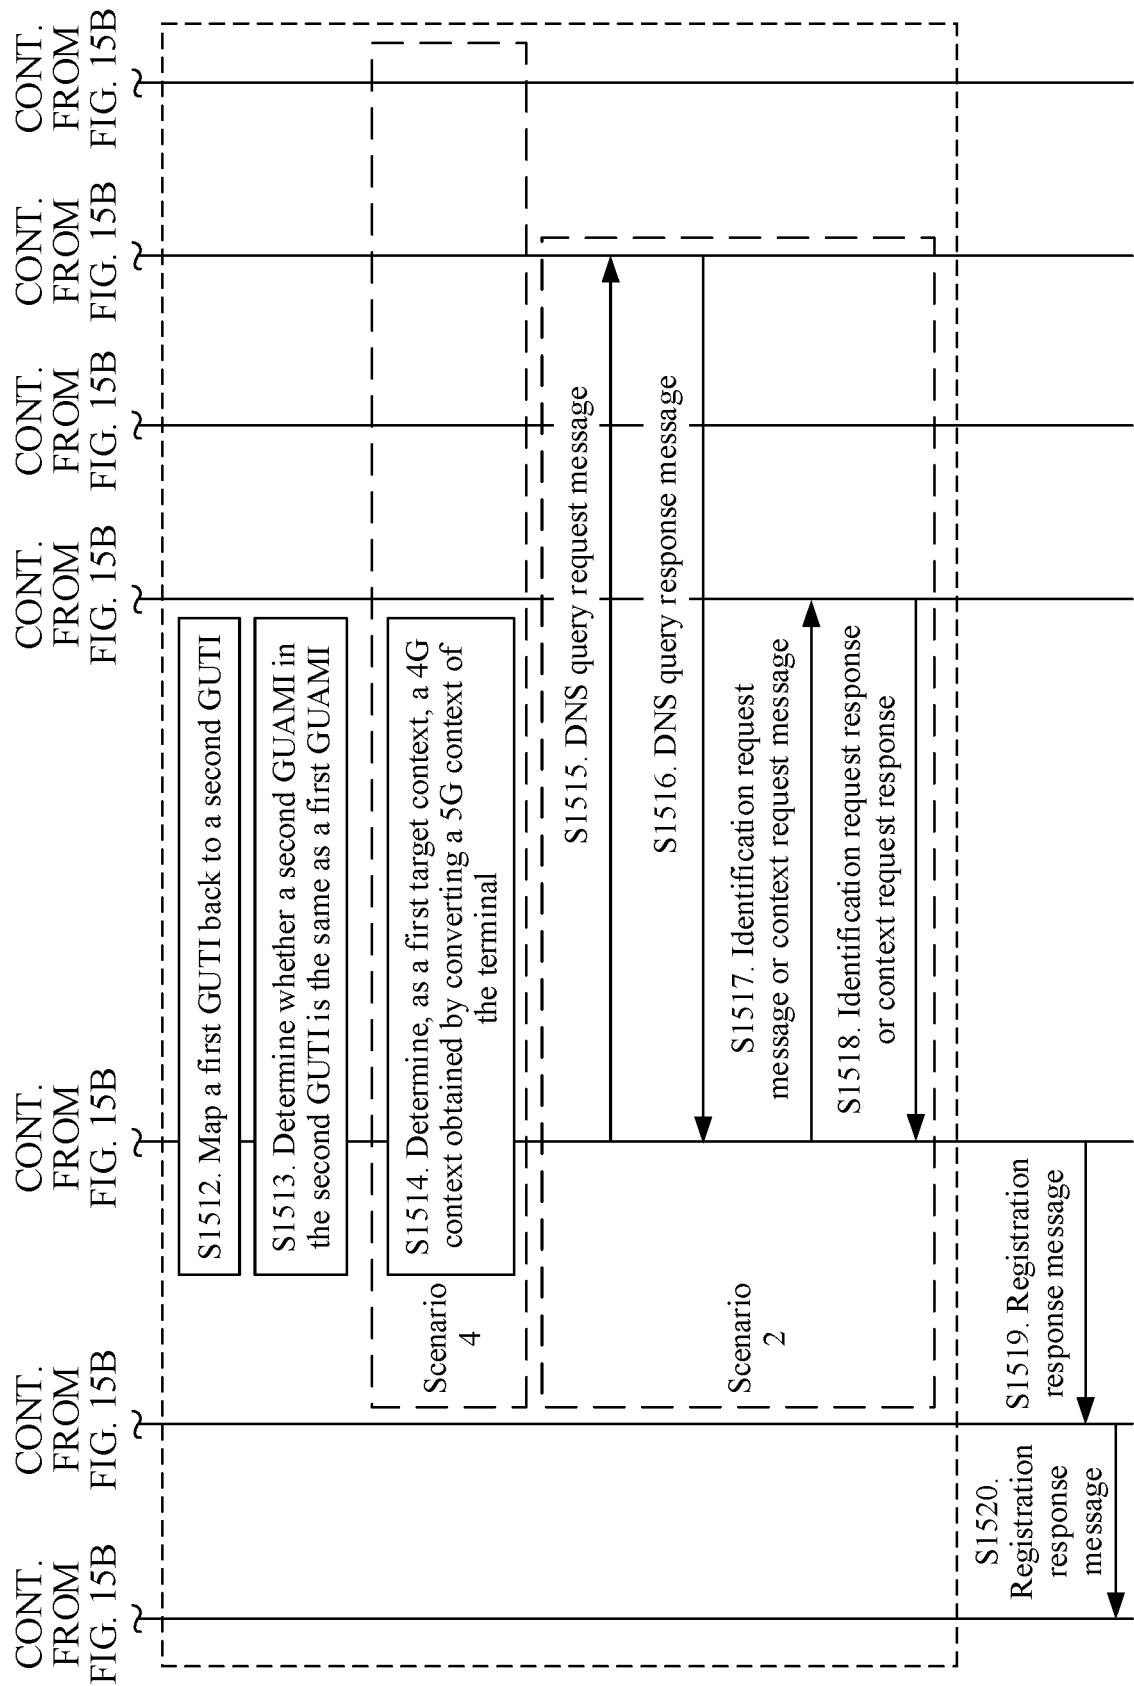 CONT.
FROM
FIG. 15B
CONT.
FROM
FIG. 15B
CONT.
FROM
FIG. 15B
CONT.
FROM
FIG. 15B
CONT.
FROM
FIG. 15B
CONT.
FROM
FIG. 15B
CONT.
FROM
FIG. 15B
S1512. Map a first GUTI back to a second GUTI
S1513. Determine whether a second GUAMI in
the second GUTI is the same as a first GUAMI
Scenario
4
S1514. Determine, as a first target context, a 4G
context obtained by converting a 5G context of
the terminal
Scenario
2
S1515. DNS query request message
S1516. DNS query response message
S1517. Identification request
message or context request message
S1518. Identification request response
or context request response
S1519. Registration
response message
S1520.
Registration
response
message